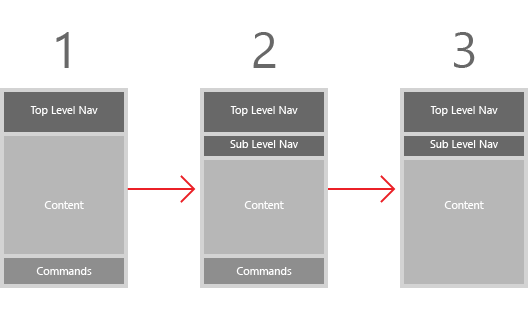 1
Top Level Nav
Content
Commands
2
Top Level Nav
Sub Level Nav
Content
Commands
3
Top Level Nav
Sub Level Nav
Content